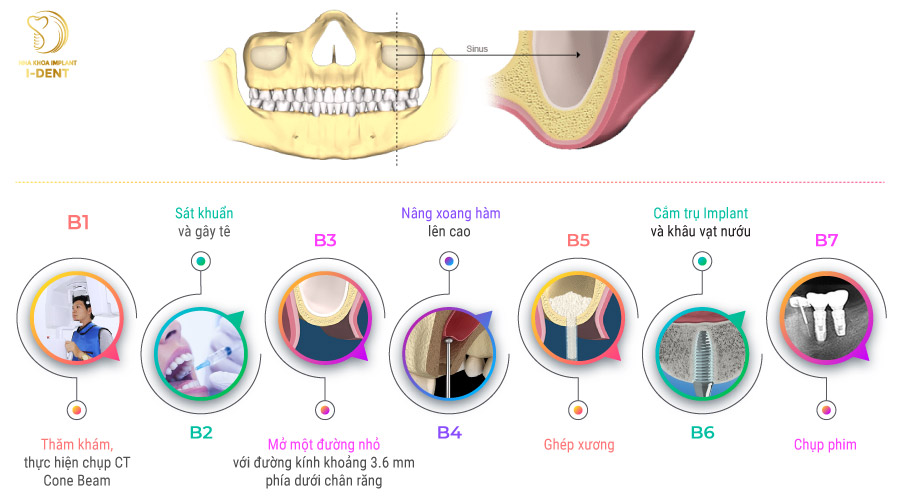 NHA KHOA IMPLANT
I-DENT
Sinus
B1
Thăm khám,
thực hiện chụp CT
Cone Beam
Sát khuẩn
và gây tê
B2
B3
Mở một đường nhỏ
với đường kính khoảng 3.6 mm
phía dưới chân răng
Nâng xoang hàm
lên cao
B4
B5
Ghép xương
Cắm trụ Implant
và khâu vạt nướu
B6
B7
Chụp phim